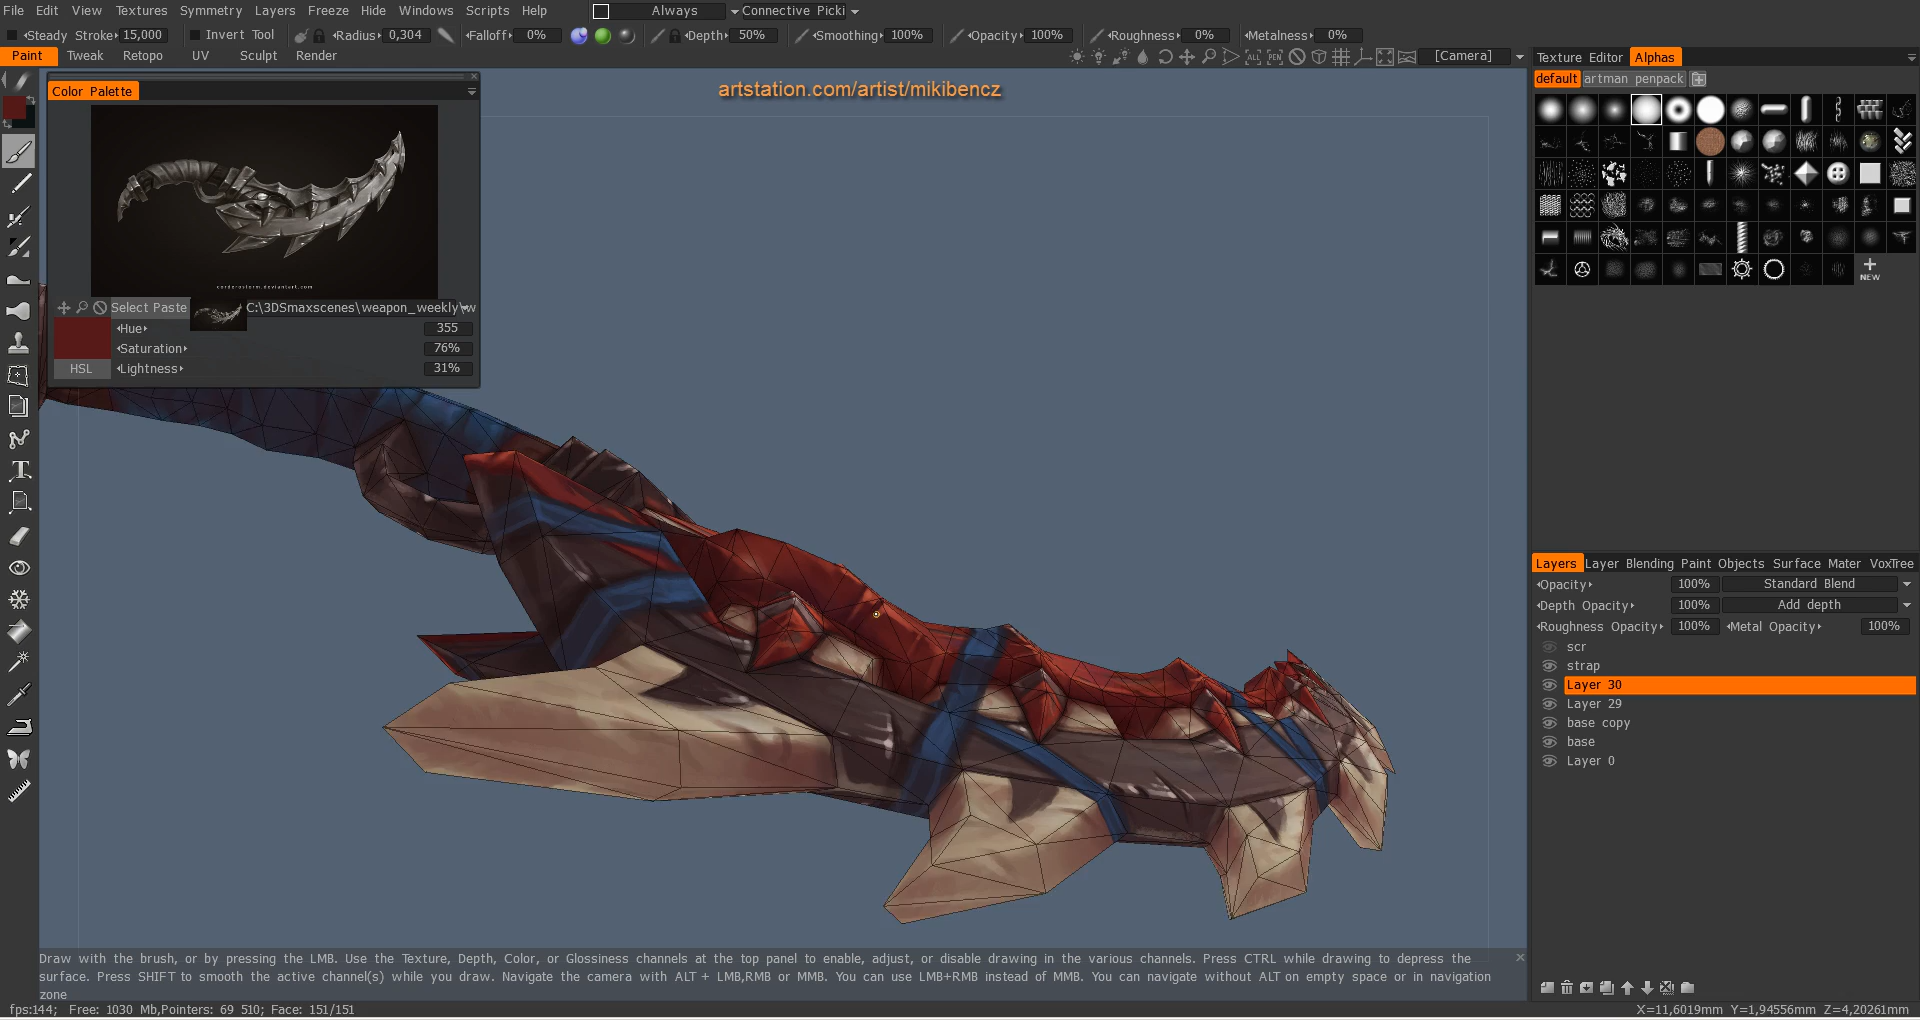 File Edit View Textures Symmetry Layers Freeze Hide Windows Scripts Help Always Connective Picki
Steady Stroke 15,000 Invert Tool Radius 0,304 Falloff 0% Depth 50% Smoothing 100% Opacity 100% Roughness 0% Metalness 0%
Paint Tweak Retopo UV Sculpt Render ALL PEN [Camera]
Texture Editor Alphas
default artman penpack
Color Palette
artstation.com/artist/mikibencz
corderostorm.deviantart.com
Select Paste C:\3DSmaxscenes\weapon_weekly\w
Hue 355
Saturation 76%
HSL Lightness 31%
NEW
Layers Layer Blending Paint Objects Surface Mater VoxTree
Opacity 100% Standard Blend
Depth Opacity 100% Add depth
Roughness Opacity 100% Metal Opacity 100%
scr
strap
Layer 30
Layer 29
base copy
base
Layer 0
Draw with the brush, or by pressing the LMB. Use the Texture, Depth, Color, or Glossiness channels at the top panel to enable, adjust, or disable drawing in the various channels. Press CTRL while drawing to depress the
surface. Press SHIFT to smooth the active channel(s) while you draw. Navigate the camera with ALT + LMB,RMB or MMB. You can use LMB+RMB instead of MMB. You can navigate without ALT on empty space or in navigation
zone
fps:144; Free: 1030 Mb,Pointers: 69 510; Face: 151/151
X=11,6019mm Y=1,94556mm Z=4,20261mm